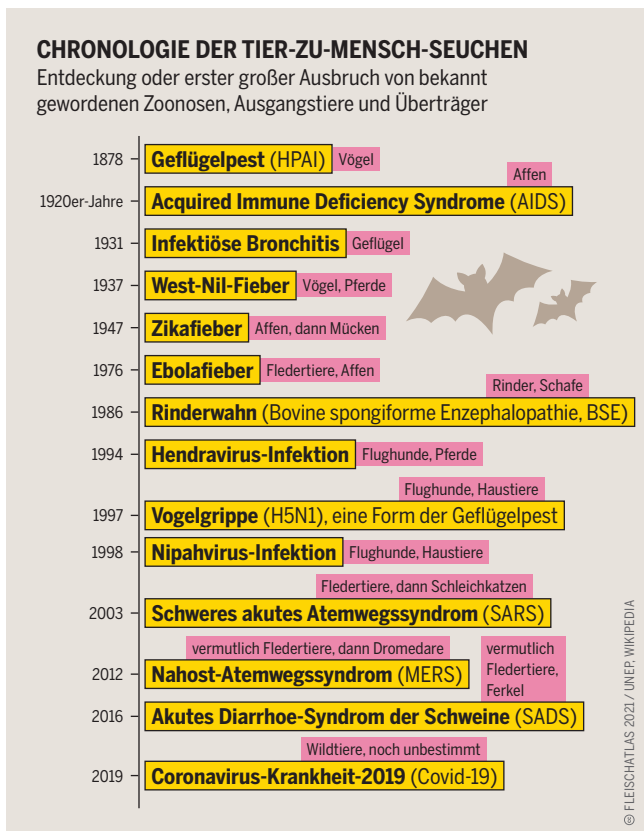 CHRONOLOGIE DER TIER-ZU-MENSCH-SEUCHEN
Entdeckung oder erster großer Ausbruch von bekannt
gewordenen Zoonosen, Ausgangstiere und Überträger
1878 Geflügelpest (HPAI) Vögel
Affen
1920er-Jahre Acquired Immune Deficiency Syndrome (AIDS)
1931 Infektiöse Bronchitis Geflügel
1937 West-Nil-Fieber Vögel, Pferde
1947 Zikafieber Affen, dann Mücken
1976 Ebolafieber Fledertiere, Affen
Rinder, Schafe
1986 Rinderwahn (Bovine spongiforme Enzephalopathie, BSE)
1994 Hendravirus-Infektion Flughunde, Pferde
Flughunde, Haustiere
1997 Vogelgrippe (H5N1), eine Form der Geflügelpest
1998 Nipahvirus-Infektion Flughunde, Haustiere
Fledertiere, dann Schleichkatzen
2003 Schweres akutes Atemwegssyndrom (SARS)
vermutlich Fledertiere, dann Dromedare
2012 Nahost-Atemwegssyndrom (MERS)
vermutlich
Fledertiere,
Ferkel
2016 Akutes Diarrhoe-Syndrom der Schweine (SADS)
Wildtiere, noch unbestimmt
2019 Coronavirus-Krankheit-2019 (Covid-19)
© FLEISCHATLAS 2021 / UNEP, WIKIPEDIA